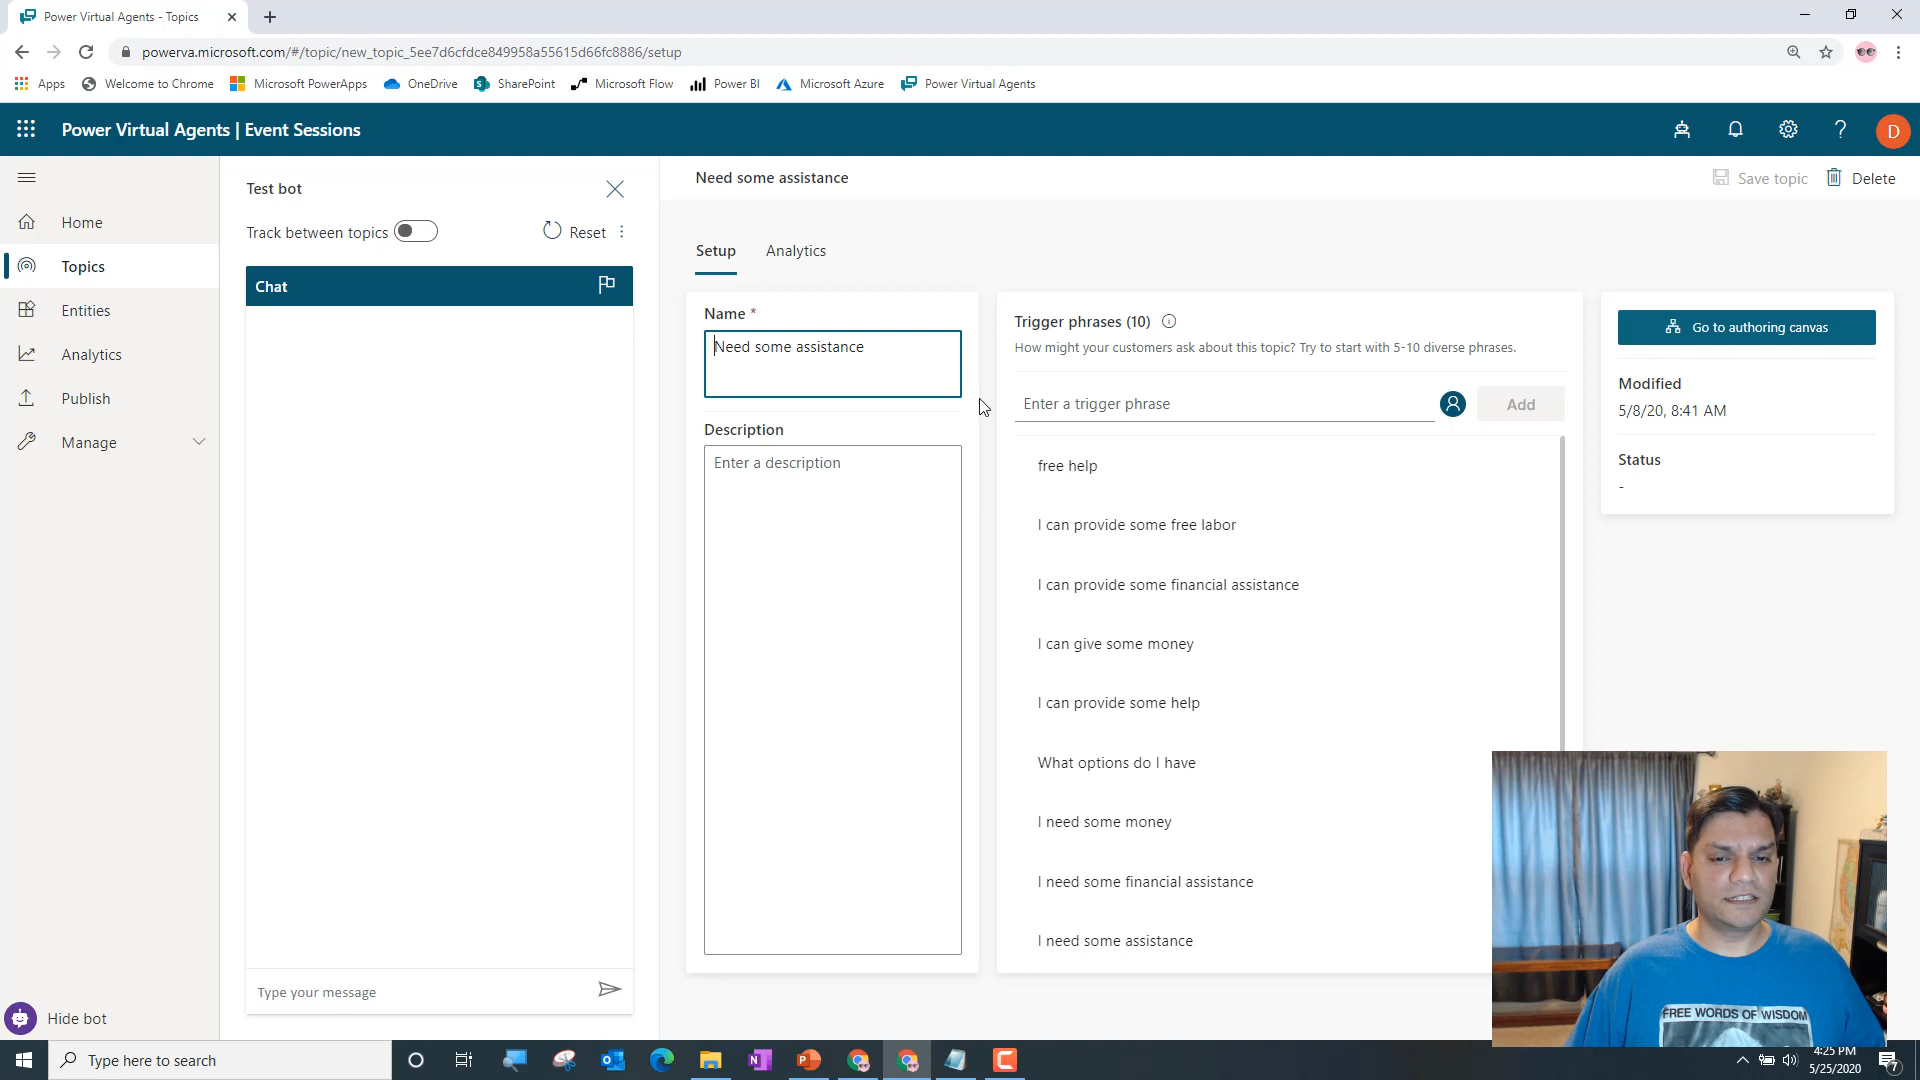 Power Virtual Agents - Topics
powerva.microsoft.com/#/topic/new_topic_5ee7d6cfdce849958a55615d66fc8886/setup
Apps
Welcome to Chrome
Microsoft PowerApps
OneDrive
SharePoint
Microsoft Flow
Power BI
Microsoft Azure
Power Virtual Agents
Power Virtual Agents | Event Sessions
D
Home
Topics
Entities
Analytics
Publish
Manage
Hide bot
Test bot
Track between topics
Reset
Chat
Type your message
Need some assistance
Save topic
Delete
Setup
Analytics
Name *
Need some assistance
Description
Enter a description
Trigger phrases (10)
How might your customers ask about this topic? Try to start with 5-10 diverse phrases.
Enter a trigger phrase
Add
free help
I can provide some free labor
I can provide some financial assistance
I can give some money
I can provide some help
What options do I have
I need some money
I need some financial assistance
I need some assistance
Go to authoring canvas
Modified
5/8/20, 8:41 AM
Status
-
FREE WORDS OF WISDOM
Type here to search
4:25 PM
5/25/2020
7